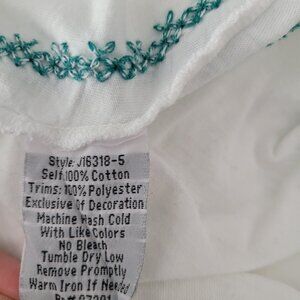 Style: J16318-5
Self:100% Cotton
Trims: 100% Polyester
Exclusive Of Decoration
Machine Wash Cold
With Like Colors
No Bleach
Tumble Dry Low
Remove Promptly
Warm Iron If Needed